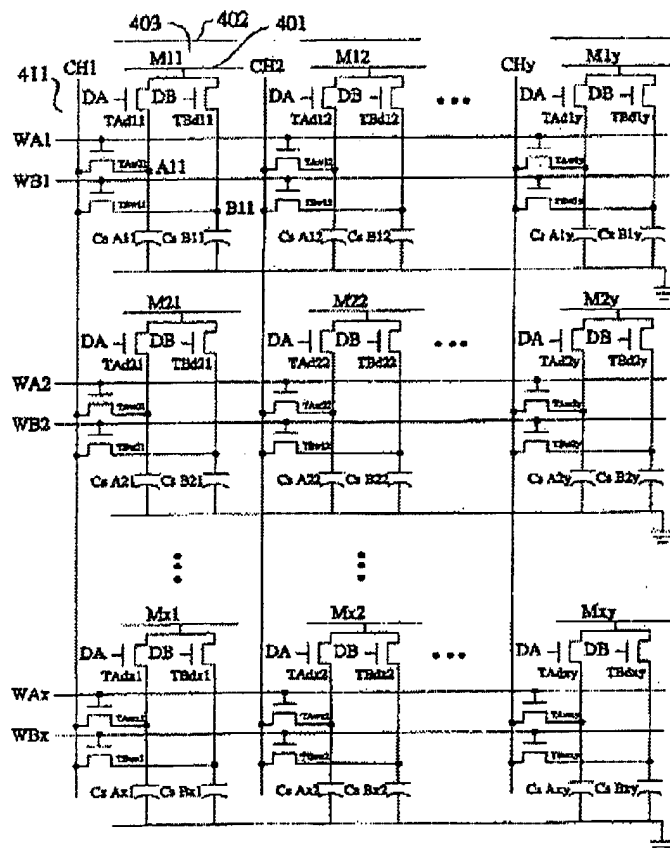 403 402 401
CH1 M11 CH2 M12 CHy M1y
411
DA DB DA DB DA DB
TAd11 TBd11 TAd12 TBd12 TAd1y TBd1y
WA1
A11
WB1
B11
Cs A11 Cs B11 Cs A12 Cs B12 Cs A1y Cs B1y
M21 M22 M2y
DA DB DA DB DA DB
TAd21 TBd21 TAd22 TBd22 TAd2y TBd2y
WA2
WB2
Cs A21 Cs B21 Cs A22 Cs B22 Cs A2y Cs B2y
Mx1 Mx2 Mxy
DA DB DA DB DA DB
TAdx1 TBdx1 TAdx2 TBdx2 TAdxy TBdxy
WAx
WBx
Cs Ax1 Cs Bx1 Cs Ax2 Cs Bx2 Cs Axy Cs Bxy